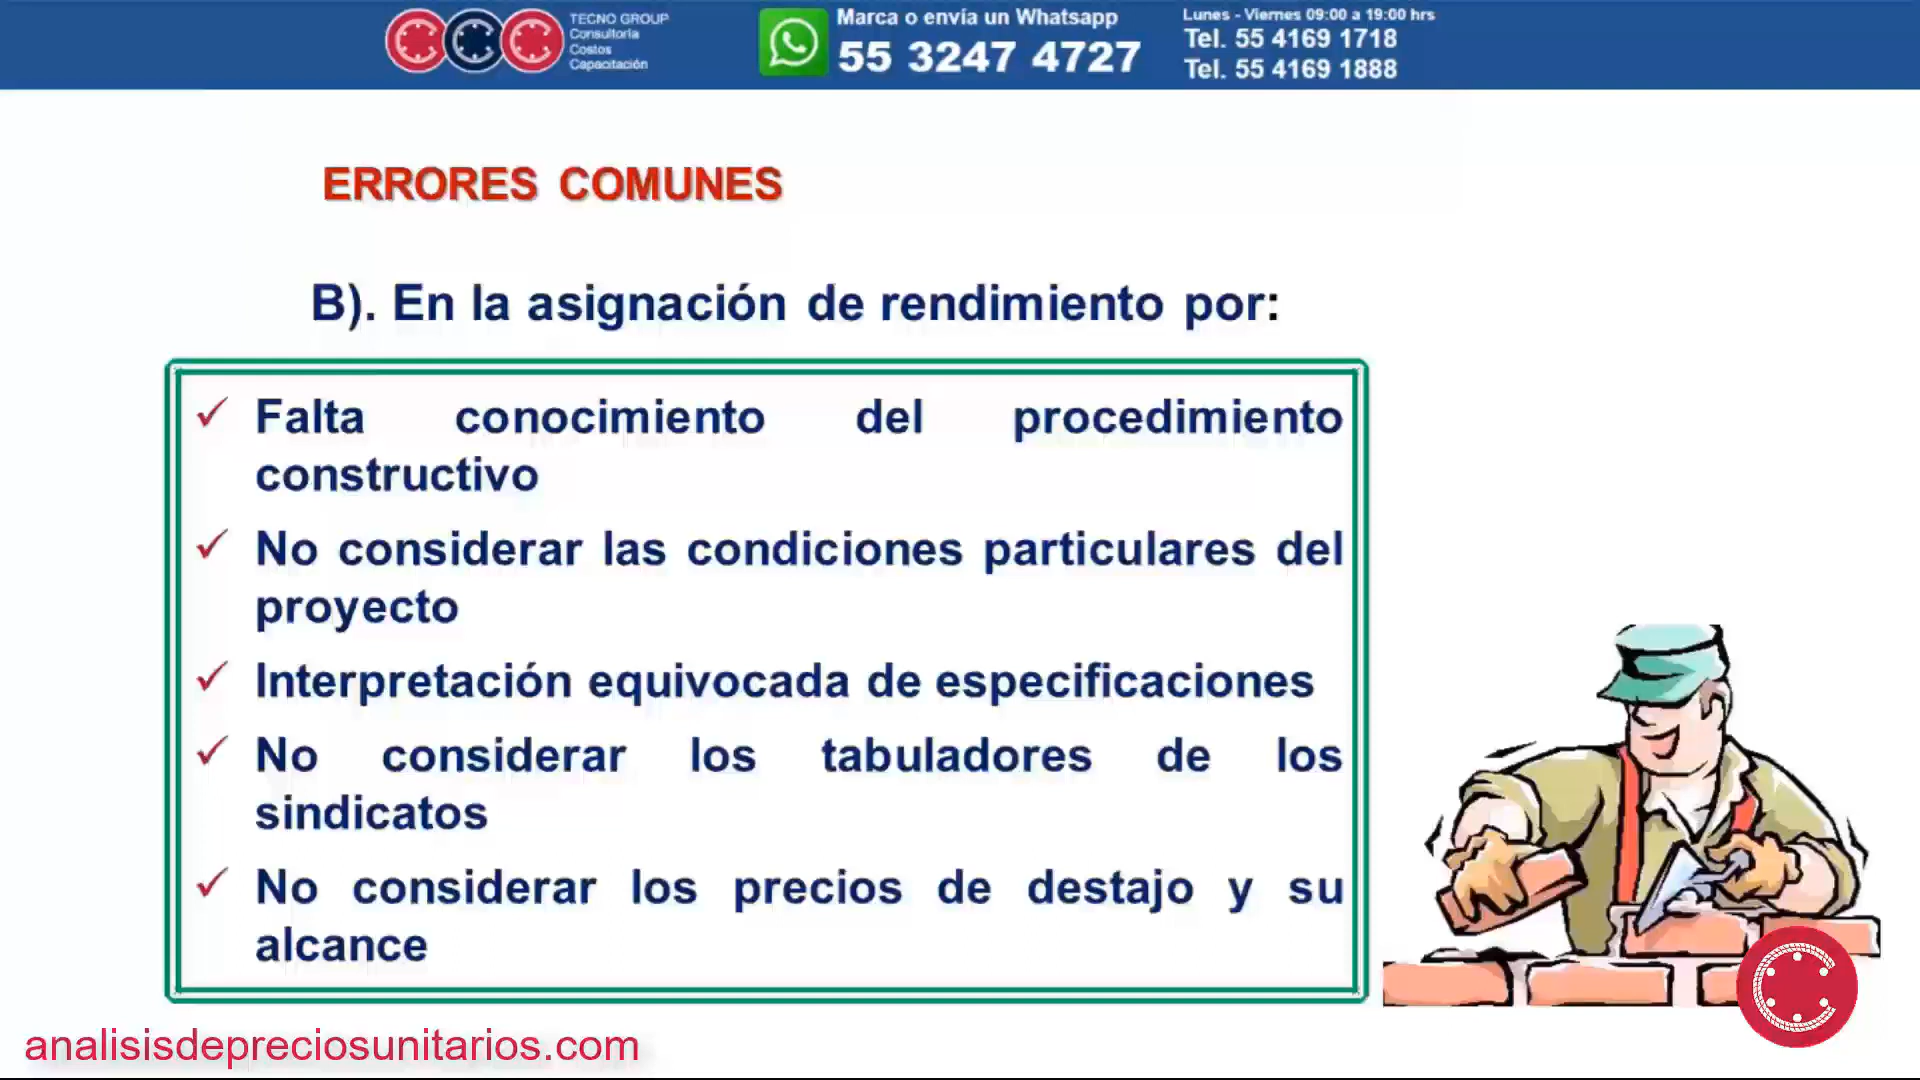 TECNO GROUP
Consultoría
Costos
Capacitación
Marca o envía un Whatsapp
55 3247 4727
Lunes - Viernes 09:00 a 19:00 hrs
Tel. 55 4169 1718
Tel. 55 4169 1888
ERRORES COMUNES
B). En la asignación de rendimiento por:
Falta conocimiento del procedimiento
constructivo
No considerar las condiciones particulares del
proyecto
Interpretación equivocada de especificaciones
No considerar los tabuladores de los
sindicatos
No considerar los precios de destajo y su
alcance
analisisdepreciosunitarios.com